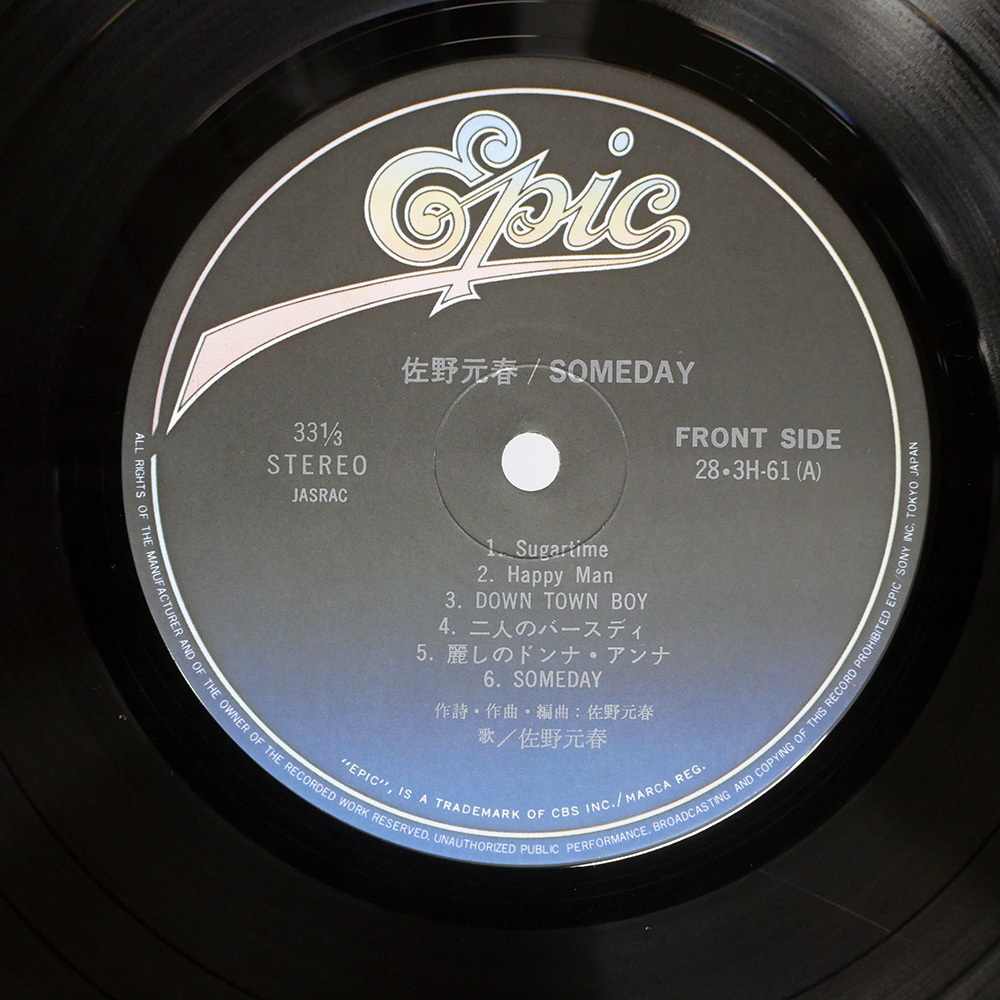 Epic
佐野元春 / SOMEDAY
33⅓
STEREO
JASRAC
FRONT SIDE
28・3H-61 (A)
1. Sugartime
2. Happy Man
3. DOWN TOWN BOY
4. 二人のバースディ
5. 麗しのドンナ・アンナ
6. SOMEDAY
作詩・作曲・編曲：佐野元春
歌／佐野元春
"EPIC", IS A TRADEMARK OF CBS INC./MARCA REG.
ALL RIGHTS OF THE MANUFACTURER AND OF THE OWNER OF THE RECORDED WORK RESERVED. UNAUTHORIZED PUBLIC PERFORMANCE, BROADCASTING AND COPYING OF THIS RECORD PROHIBITED EPIC/SONY INC. TOKYO JAPAN